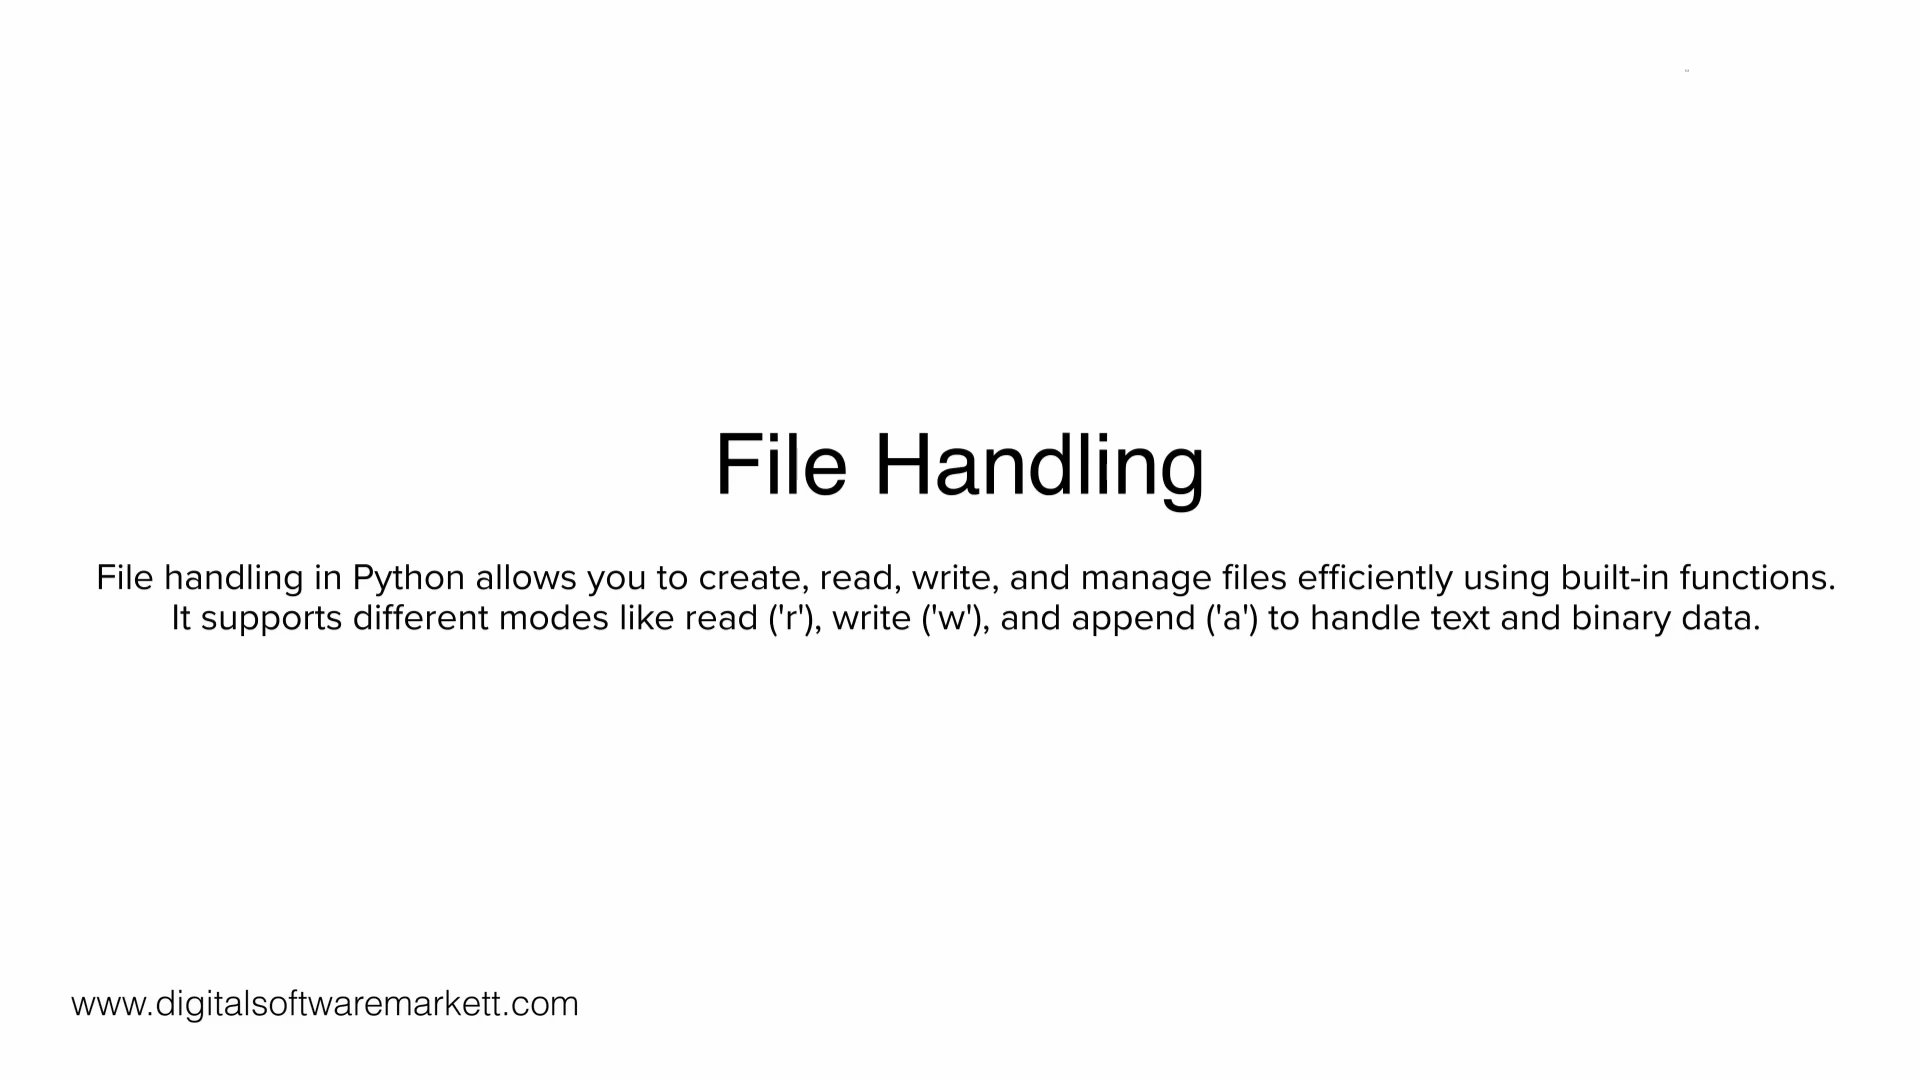 File Handling
File handling in Python allows you to create, read, write, and manage files efficiently using built-in functions.
It supports different modes like read ('r'), write ('w'), and append ('a') to handle text and binary data.
www.digitalsoftwaremarkett.com